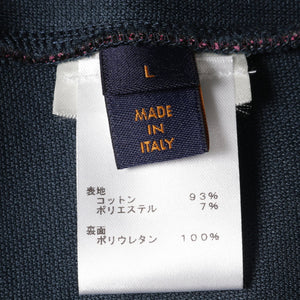 L
MADE
IN
ITALY
表地
コットン 93%
ポリエステル 7%
裏面
ポリウレタン 100%